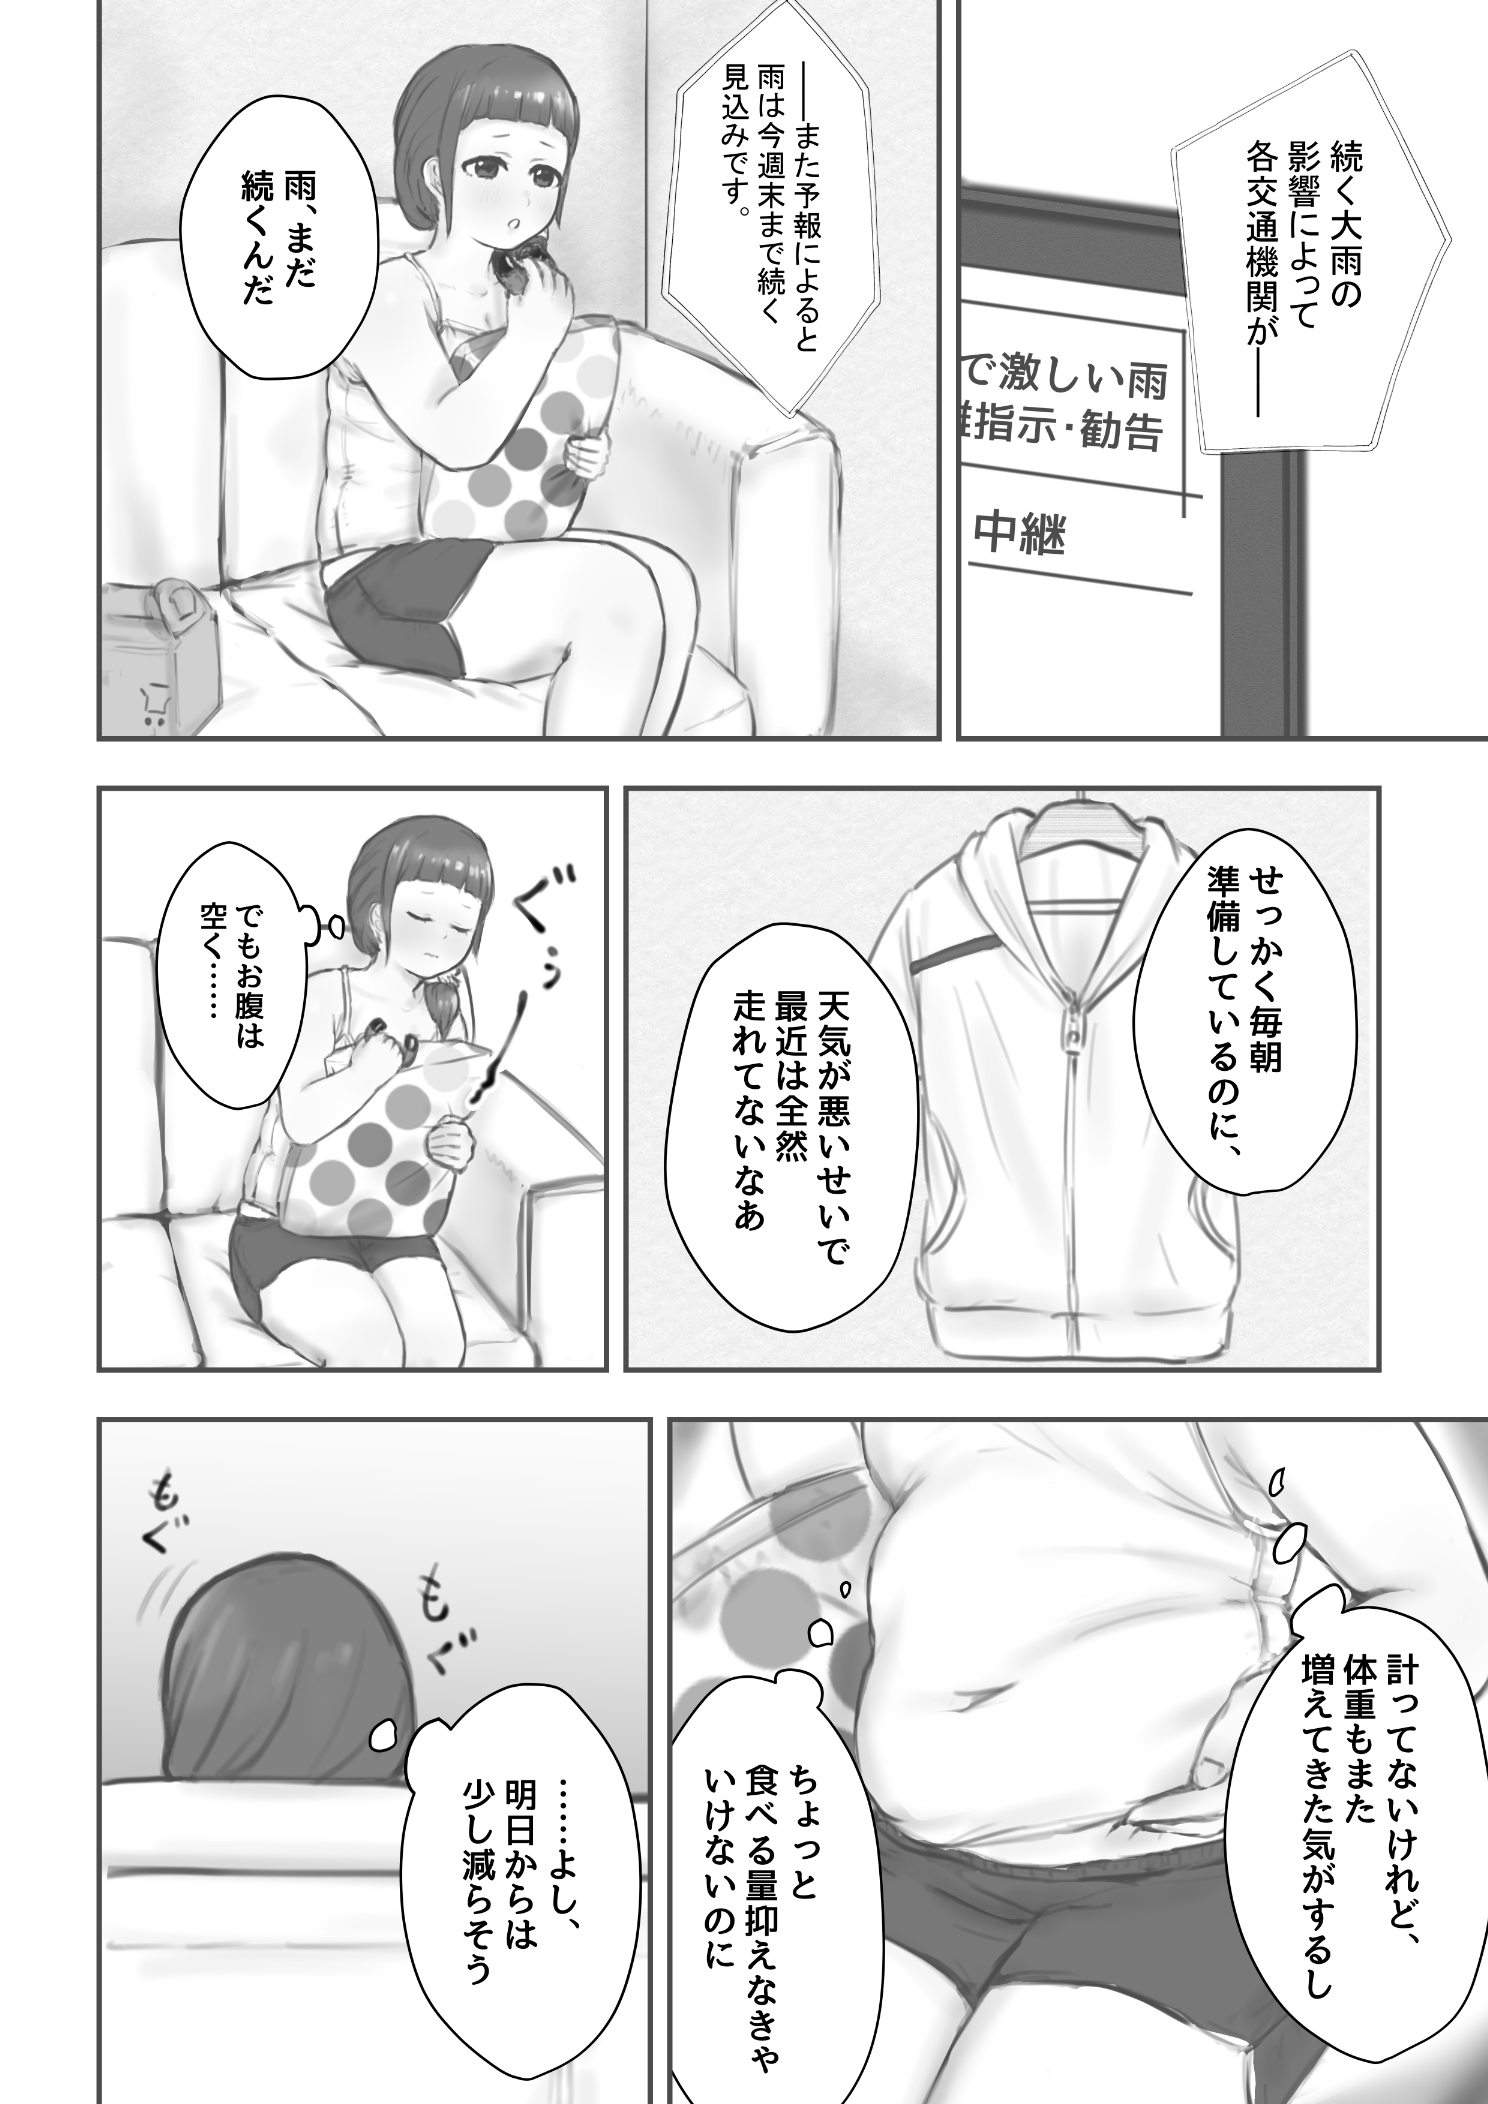 続く大雨の
影響によって
各交通機関が――
で激しい雨
指示・勧告
中継
――また予報によると
雨は今週末まで続く
見込みです。
雨、まだ
続くんだ
せっかく毎朝
準備しているのに、
天気が悪いせいで
最近は全然
走れてないなあ
ぐぅ〜
でもお腹は
空く……
計ってないけれど、
体重もまた
増えてきた気がするし
ちょっと
食べる量抑えなきゃ
いけないのに
もぐ
もぐ
……よし、
明日からは
少し減らそう